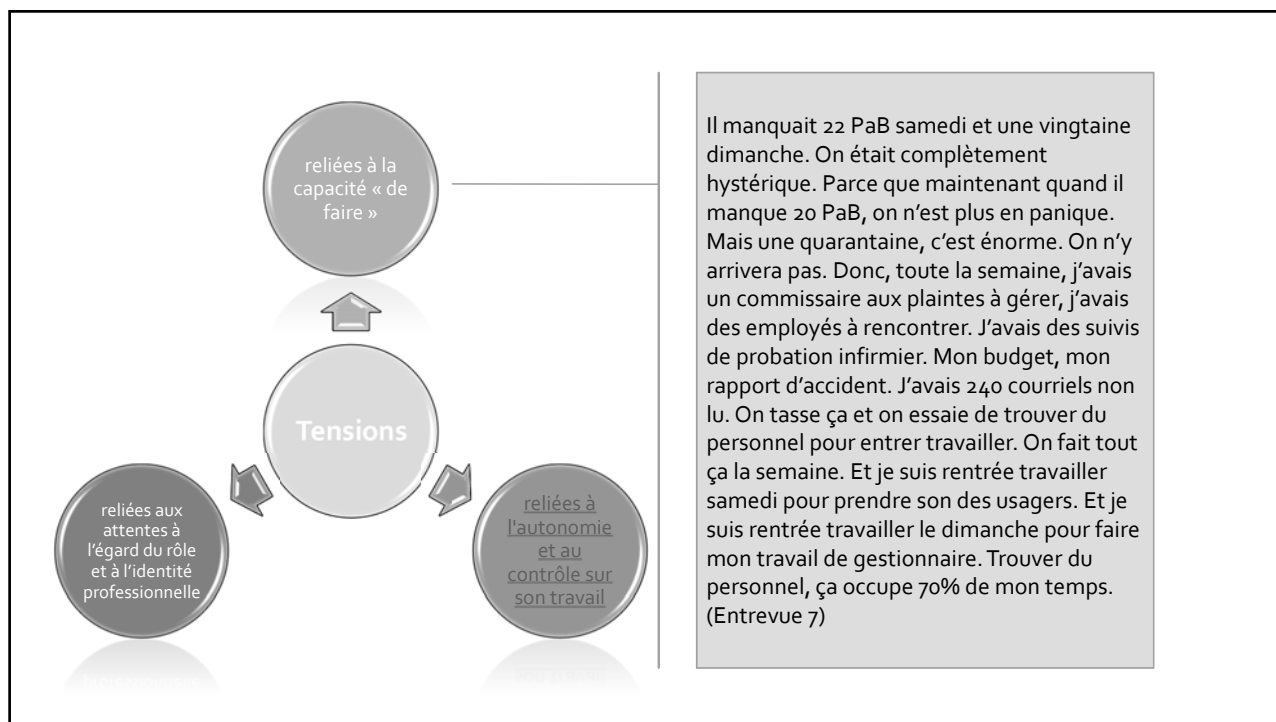 reliées à la
capacité « de
faire »
Tensions
reliées aux
attentes à
l'égard du rôle
et à l'identité
professionnelle
reliées à
l'autonomie
et au
contrôle sur
son travail
Il manquait 22 PaB samedi et une vingtaine
dimanche. On était complètement
hystérique. Parce que maintenant quand il
manque 20 PaB, on n'est plus en panique.
Mais une quarantaine, c'est énorme. On n'y
arrivera pas. Donc, toute la semaine, j'avais
un commissaire aux plaintes à gérer, j'avais
des employés à rencontrer. J'avais des suivis
de probation infirmier. Mon budget, mon
rapport d'accident. J'avais 240 courriels non
lu. On tasse ça et on essaie de trouver du
personnel pour entrer travailler. On fait tout
ça la semaine. Et je suis rentrée travailler
samedi pour prendre son des usagers. Et je
suis rentrée travailler le dimanche pour faire
mon travail de gestionnaire. Trouver du
personnel, ça occupe 70% de mon temps.
(Entrevue 7)